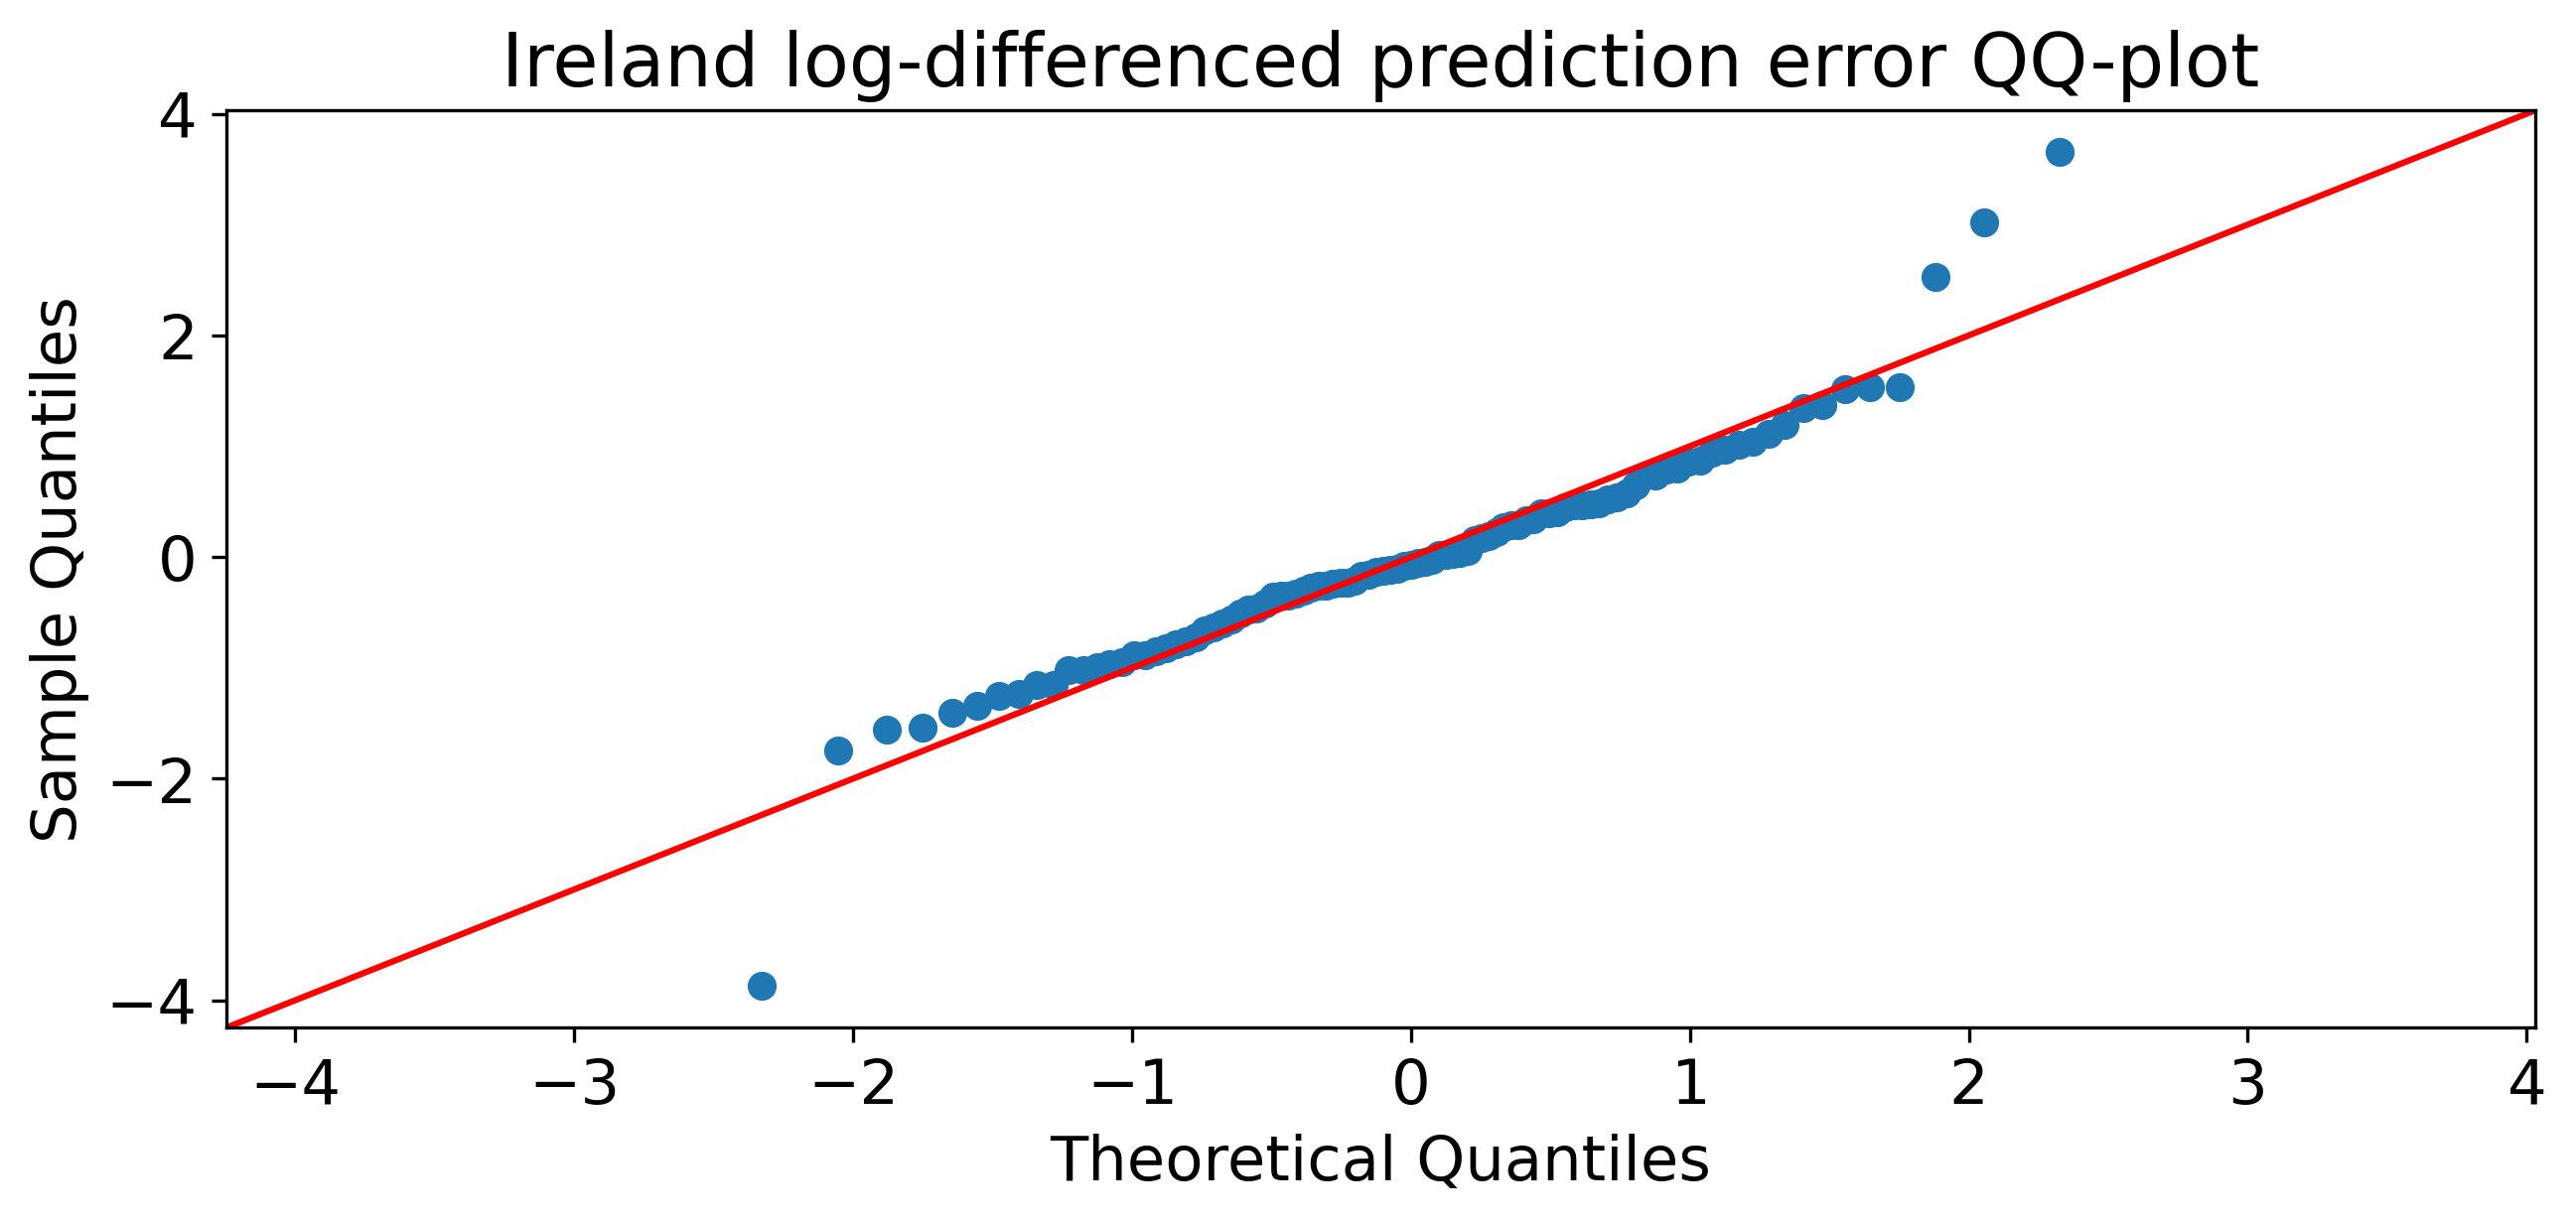 Ireland log-differenced prediction error QQ-plot
4
2
0
−2
−4
Sample Quantiles
−4 −3 −2 −1 0 1 2 3 4
Theoretical Quantiles